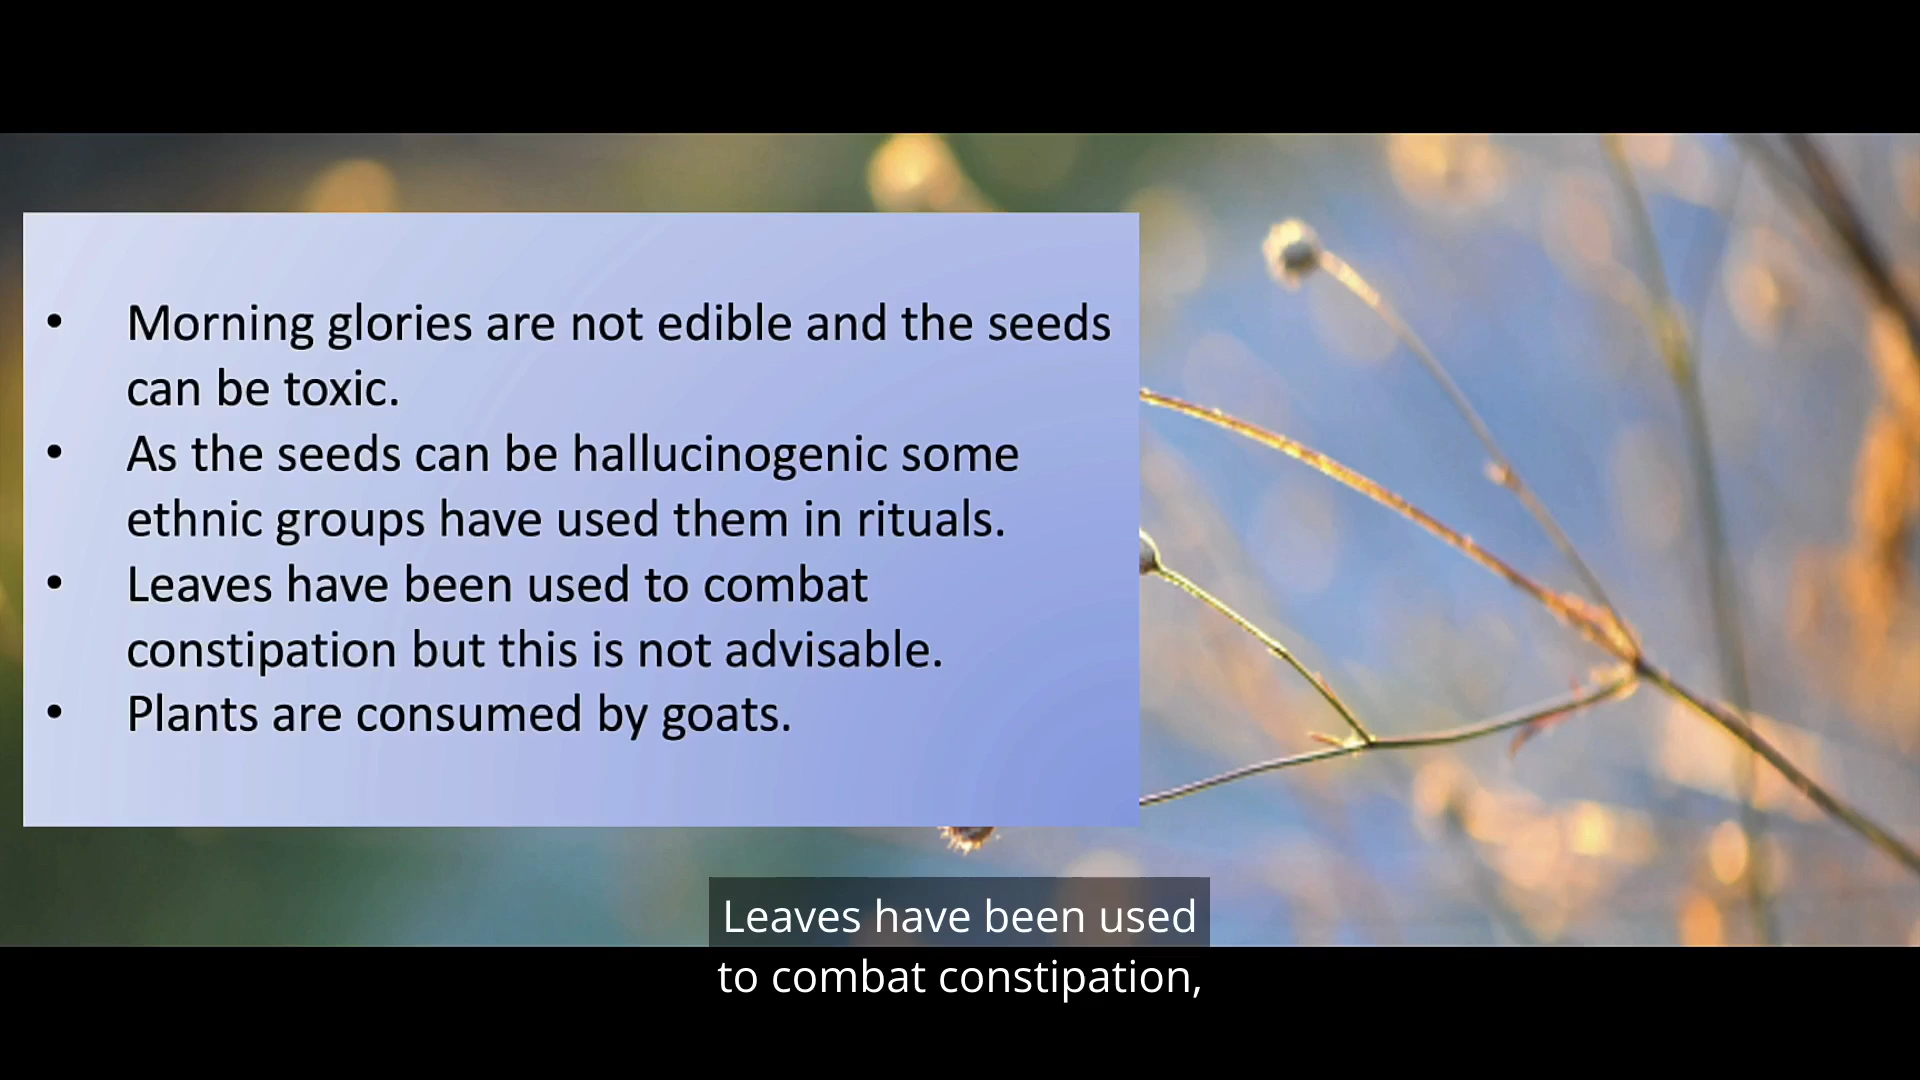 • Morning glories are not edible and the seeds
can be toxic.
• As the seeds can be hallucinogenic some
ethnic groups have used them in rituals.
• Leaves have been used to combat
constipation but this is not advisable.
• Plants are consumed by goats.
Leaves have been used
to combat constipation,